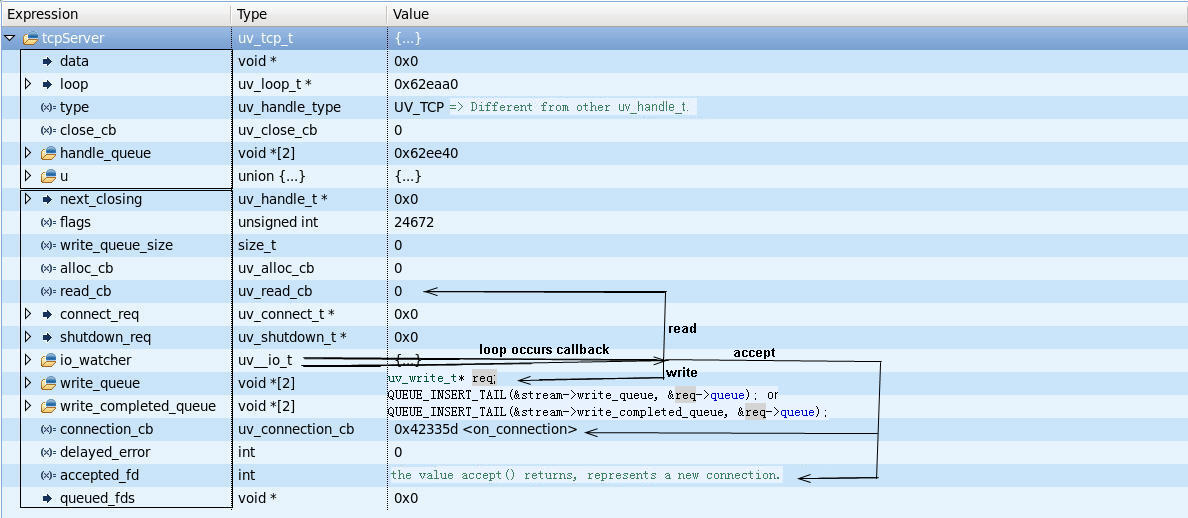 Expression Type Value
tcpServer uv_tcp_t {...}
data void * 0x0
loop uv_loop_t * 0x62eaa0
(x)= type uv_handle_type UV_TCP => Different from other uv_handle_t.
(x)= close_cb uv_close_cb 0
handle_queue void *[2] 0x62ee40
u union {...} {...}
next_closing uv_handle_t * 0x0
(x)= flags unsigned int 24672
(x)= write_queue_size size_t 0
(x)= alloc_cb uv_alloc_cb 0
(x)= read_cb uv_read_cb 0
connect_req uv_connect_t * 0x0
read
shutdown_req uv_shutdown_t * 0x0
loop occurs callback accept
io_watcher uv__io_t {...}
write
write_queue void *[2] uv_write_t* req;
QUEUE_INSERT_TAIL(&stream->write_queue, &req->queue); or
write_completed_queue void *[2] QUEUE_INSERT_TAIL(&stream->write_completed_queue, &req->queue);
(x)= connection_cb uv_connection_cb 0x42335d <on_connection>
(x)= delayed_error int 0
(x)= accepted_fd int the value accept() returns, represents a new connection.
queued_fds void * 0x0